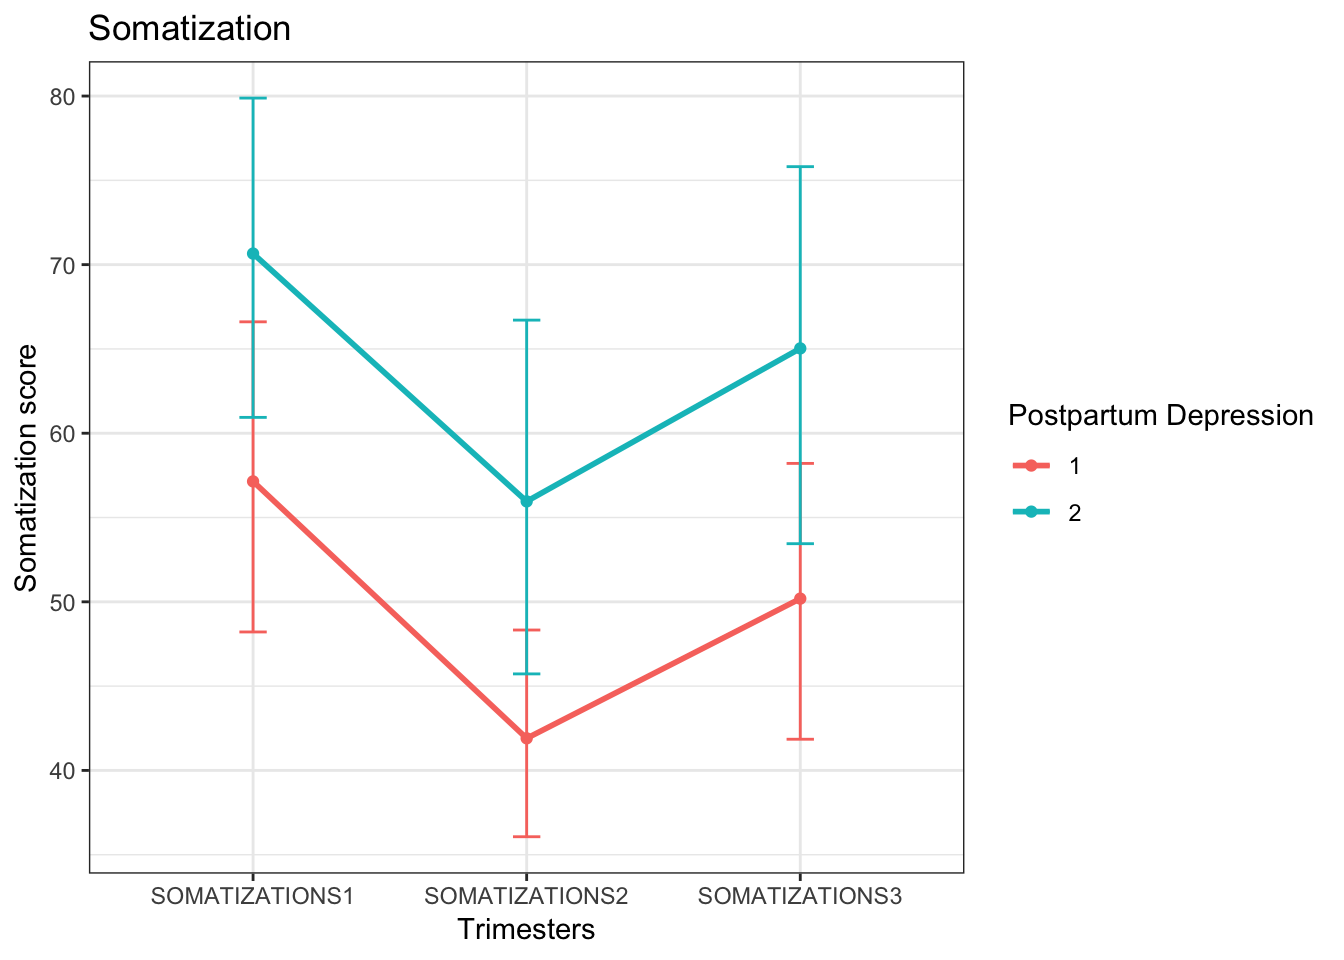 Somatization
80
70
60
50
40
Somatization score
SOMATIZATIONS1 SOMATIZATIONS2 SOMATIZATIONS3
Trimesters
Postpartum Depression
1
2